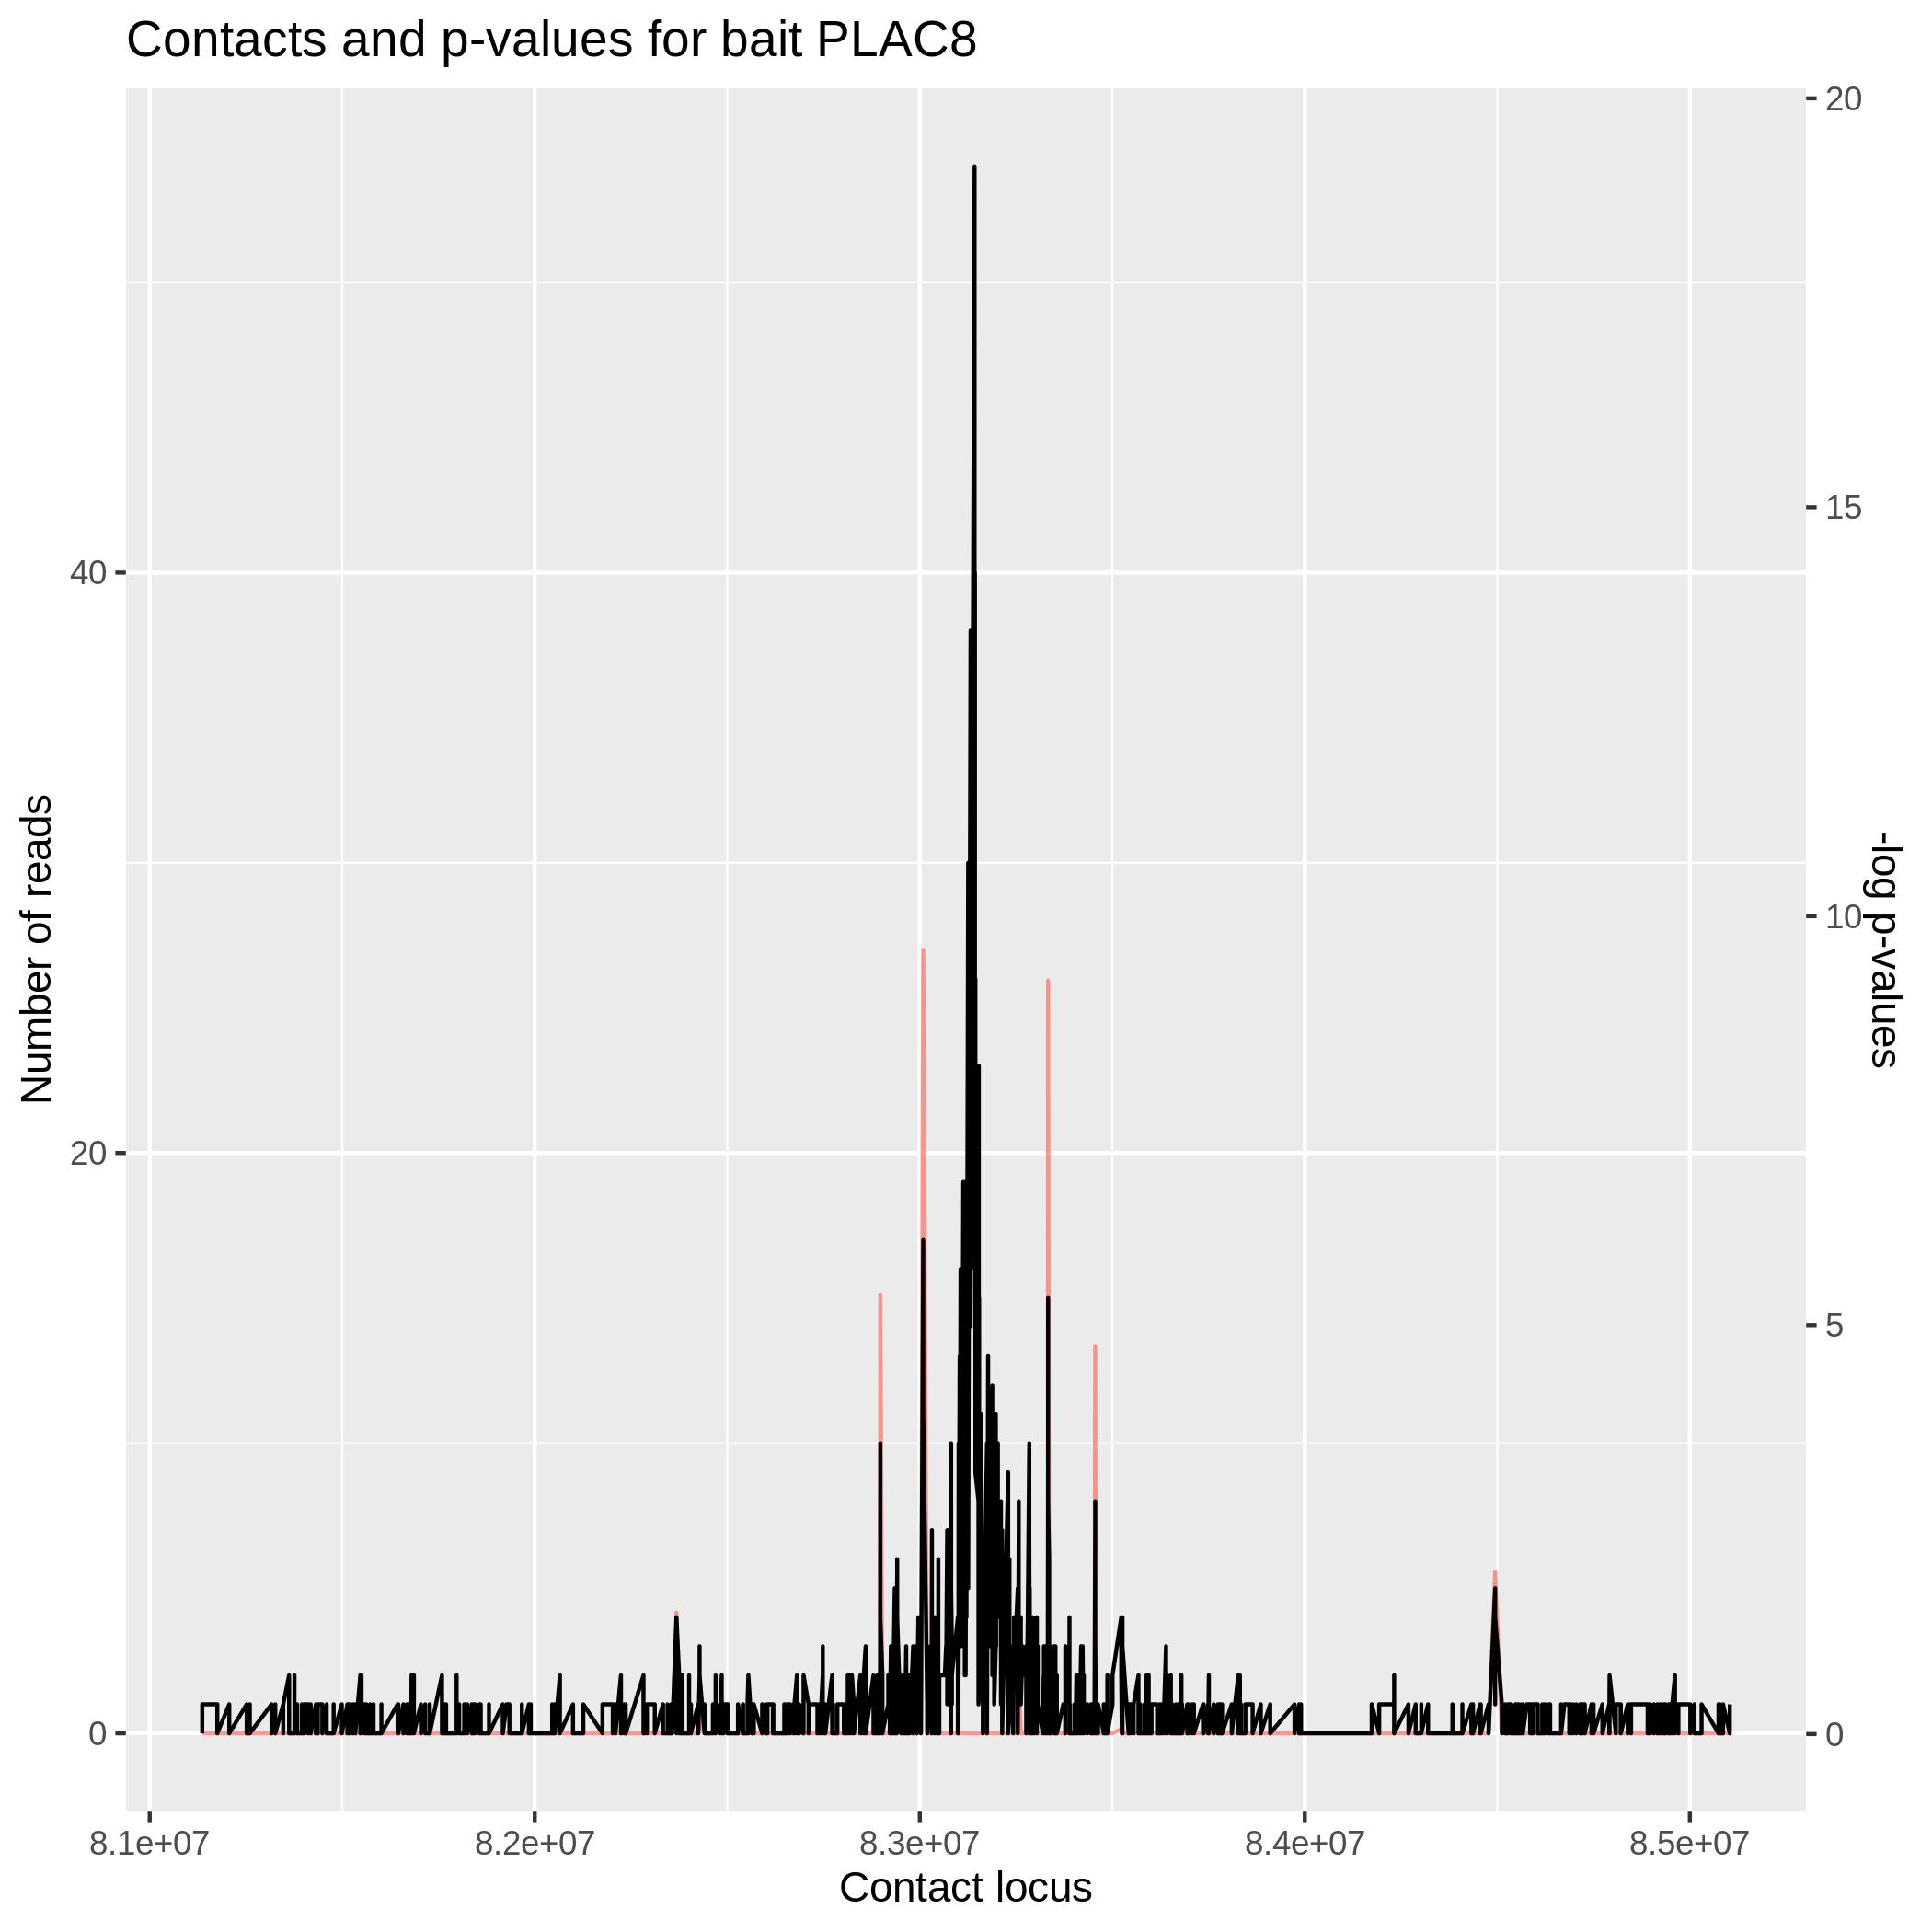 Contacts and p-values for bait PLAC8
20
15
40
10
20
5
0
0
Number of reads
-log p-values
8.1e+07
8.2e+07
8.3e+07
8.4e+07
8.5e+07
Contact locus